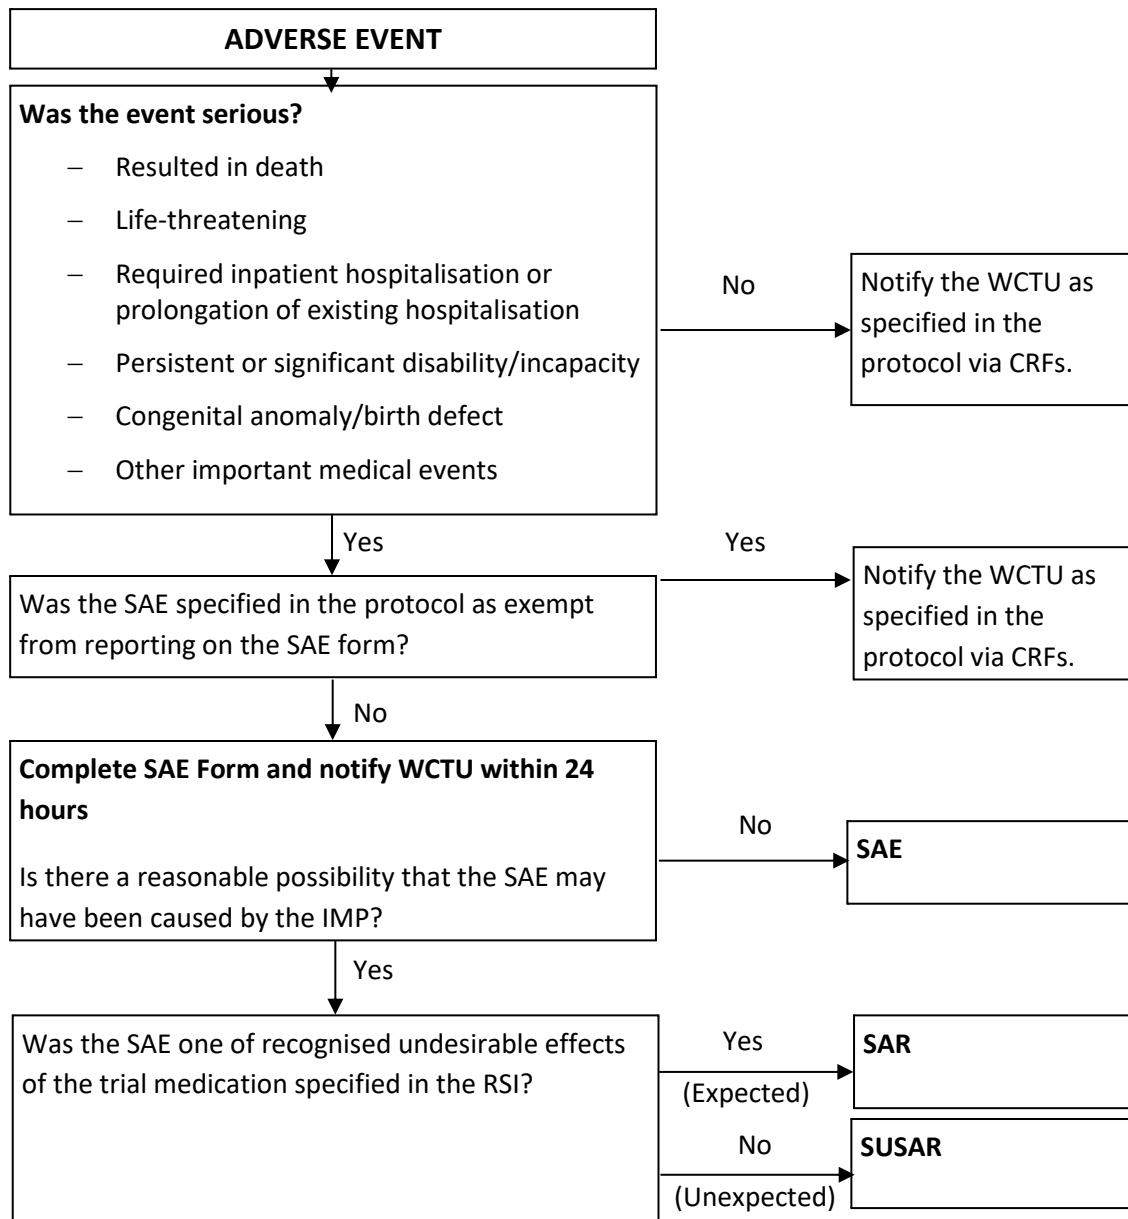 ADVERSE EVENT
Was the event serious?
– Resulted in death
– Life-threatening
– Required inpatient hospitalisation or
prolongation of existing hospitalisation
– Persistent or significant disability/incapacity
– Congenital anomaly/birth defect
– Other important medical events
No
Notify the WCTU as
specified in the
protocol via CRFs.
Yes
Was the SAE specified in the protocol as exempt
from reporting on the SAE form?
Yes
Notify the WCTU as
specified in the
protocol via CRFs.
No
Complete SAE Form and notify WCTU within 24
hours
Is there a reasonable possibility that the SAE may
have been caused by the IMP?
No
SAE
Yes
Was the SAE one of recognised undesirable effects
of the trial medication specified in the RSI?
Yes
(Expected)
SAR
No
(Unexpected)
SUSAR